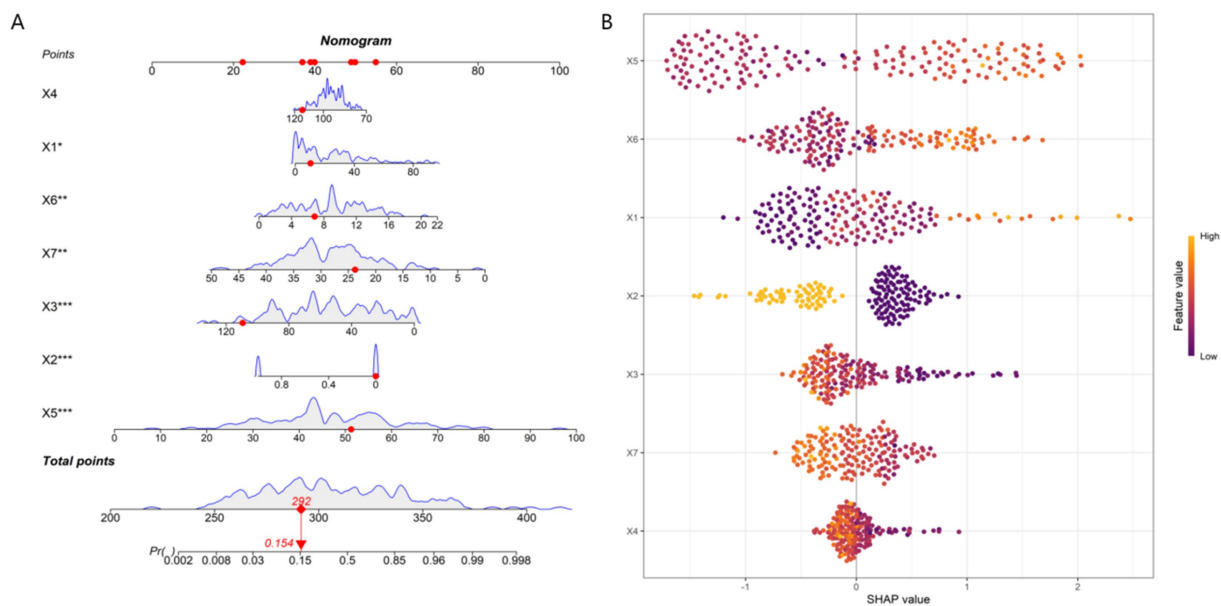 A
Nomogram
Points
0 20 40 60 80 100
X4
120 100 70
X1*
0 40 80
X6**
0 4 8 12 16 20 22
X7**
50 48 40 31 28 20 15 10 5 0
X3***
120 80 40 0
X2***
0.8 0.4 0
X5***
0 10 20 30 40 50 60 70 80 90 100
Total points
292
200 250 300 350 400
0.154
Pr( ) 0.002 0.008 0.03 0.15 0.5 0.85 0.96 0.99 0.998
B
X5
X6
X1
X2
X3
X7
X4
-1 0 1 2
SHAP value
High
Low
Feature value